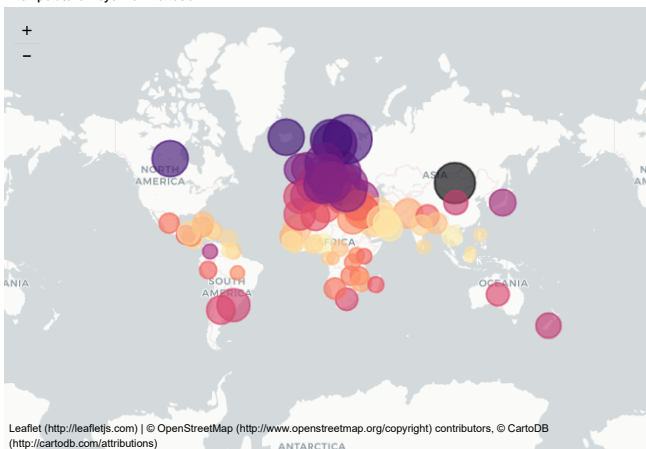 +
−
NORTH
AMERICA
ASIA
AFRICA
ANIA
SOUTH
AMERICA
OCEANIA
Leaflet (http://leafletjs.com) | © OpenStreetMap (http://www.openstreetmap.org/copyright) contributors, © CartoDB
(http://cartodb.com/attributions)
ANTARCTICA